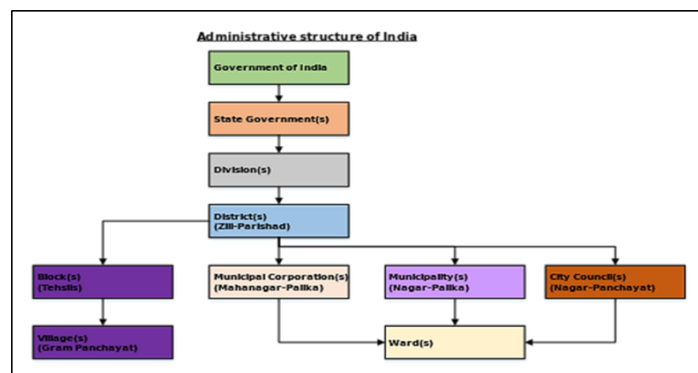 Administrative structure of India
Government of India
State Government(s)
Division(s)
District(s)
(Zill-Parishad)
Block(s)
(Tehsils)
Municipal Corporation(s)
(Mahanagar-Palika)
Municipality(s)
(Nagar-Palika)
City Council(s)
(Nagar-Panchayat)
Village(s)
(Gram Panchayat)
Ward(s)